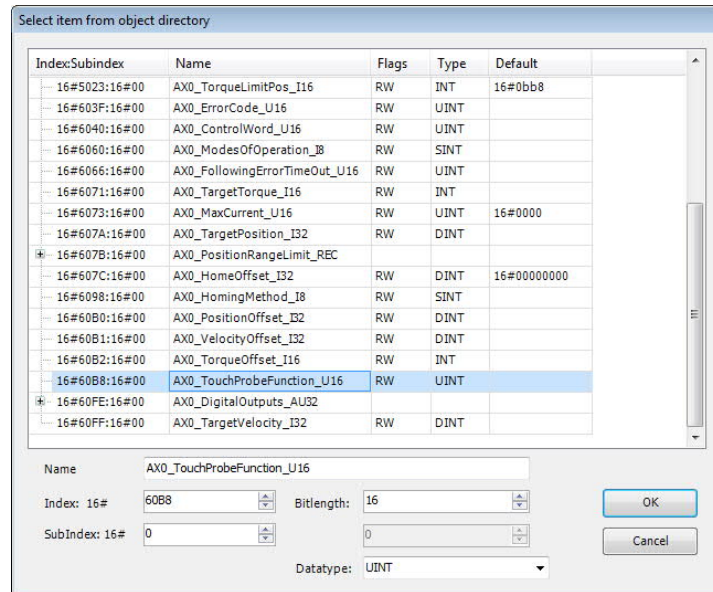 Select item from object directory
Index:Subindex Name Flags Type Default
16#5023:16#00 AX0_TorqueLimitPos_I16 RW INT 16#0bb8
16#603F:16#00 AX0_ErrorCode_U16 RW UINT
16#6040:16#00 AX0_ControlWord_U16 RW UINT
16#6060:16#00 AX0_ModesOfOperation_I8 RW SINT
16#6066:16#00 AX0_FollowingErrorTimeOut_U16 RW UINT
16#6071:16#00 AX0_TargetTorque_I16 RW INT
16#6073:16#00 AX0_MaxCurrent_U16 RW UINT 16#0000
16#607A:16#00 AX0_TargetPosition_I32 RW DINT
16#607B:16#00 AX0_PositionRangeLimit_REC
16#607C:16#00 AX0_HomeOffset_I32 RW DINT 16#00000000
16#6098:16#00 AX0_HomingMethod_I8 RW SINT
16#60B0:16#00 AX0_PositionOffset_I32 RW DINT
16#60B1:16#00 AX0_VelocityOffset_I32 RW DINT
16#60B2:16#00 AX0_TorqueOffset_I16 RW INT
16#60B8:16#00 AX0_TouchProbeFunction_U16 RW UINT
16#60FE:16#00 AX0_DigitalOutputs_AU32
16#60FF:16#00 AX0_TargetVelocity_I32 RW DINT
Name AX0_TouchProbeFunction_U16
Index: 16# 60B8 Bitlength: 16 OK
SubIndex: 16# 0 0 Cancel
Datatype: UINT